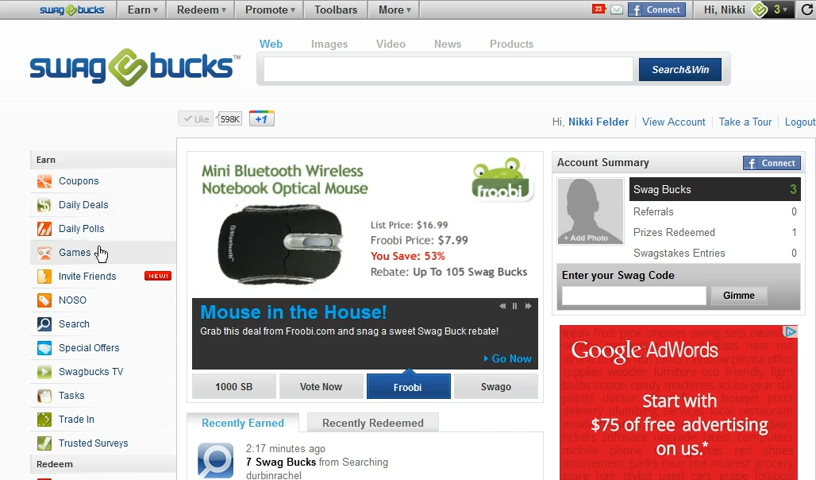 swagbucks Earn Redeem Promote Toolbars More 23 Connect Hi, Nikki 3
Web Images Video News Products
swagbucks™
Search&Win
Like 598K +1
Hi, Nikki Felder View Account Take a Tour Logout
Earn
Coupons
Daily Deals
Daily Polls
Games
Invite Friends NEW!
NOSO
Search
Special Offers
Swagbucks TV
Tasks
Trade In
Trusted Surveys
Redeem
Mini Bluetooth Wireless
Notebook Optical Mouse
froobi
List Price: $16.99
Froobi Price: $7.99
You Save: 53%
Rebate: Up To 105 Swag Bucks
Mouse in the House!
Grab this deal from Froobi.com and snag a sweet Swag Buck rebate!
Go Now
1000 SB Vote Now Froobi Swago
Recently Earned Recently Redeemed
2:17 minutes ago
7 Swag Bucks from Searching
durbinrachel
Account Summary Connect
+ Add Photo
Swag Bucks 3
Referrals 0
Prizes Redeemed 1
Swagstakes Entries 0
Enter your Swag Code
Gimme
Google AdWords
Start with
$75 of free advertising
on us.*